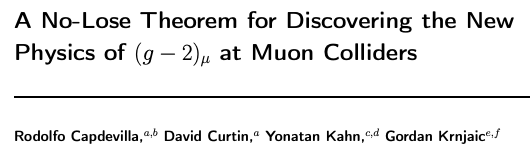 A No-Lose Theorem for Discovering the New
Physics of (g − 2)μ at Muon Colliders
Rodolfo Capdevilla,a,b David Curtin,a Yonatan Kahn,c,d Gordan Krnjaice,f